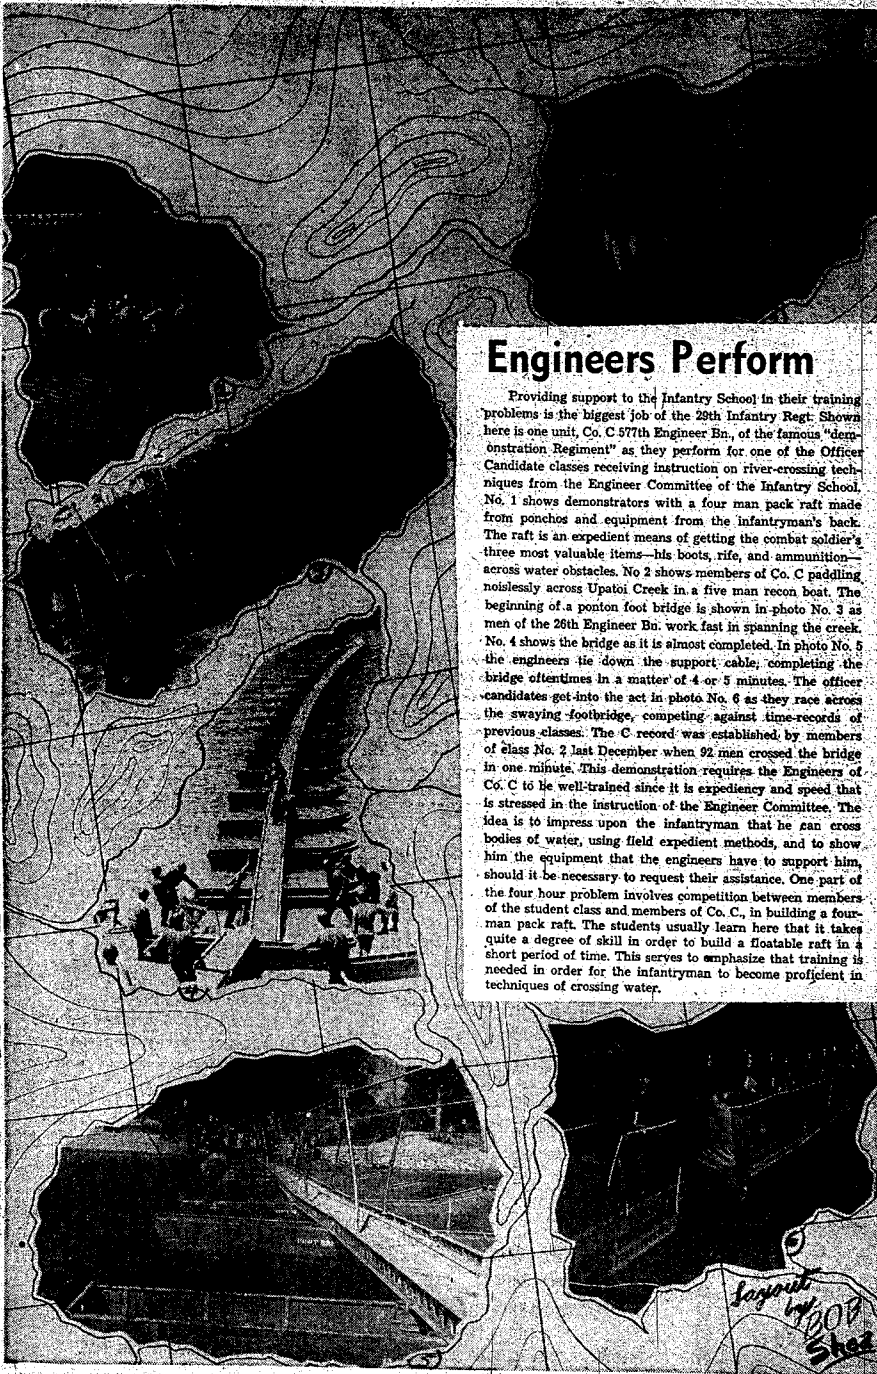 Engineers Perform
Providing support to the Infantry School in their training
problems is the biggest job of the 29th Infantry Regt. Shown
here is one unit, Co. C 577th Engineer Bn., of the famous "dem-
onstration Regiment" as they perform for one of the Officer
Candidate classes receiving instruction on river-crossing tech-
niques from the Engineer Committee of the Infantry School.
No. 1 shows demonstrators with a four man pack raft made
from ponchos and equipment from the infantryman's back.
The raft is an expedient means of getting the combat soldier's
three most valuable items—his boots, rife, and ammunition—
across water obstacles. No 2 shows members of Co. C paddling
noislessly across Upatoi Creek in a five man recon boat. The
beginning of a ponton foot bridge is shown in photo No. 3 as
men of the 26th Engineer Bn. work fast in spanning the creek.
No. 4 shows the bridge as it is almost completed. In photo No. 5
the engineers tie down the support cable, completing the
bridge oftentimes in a matter of 4 or 5 minutes. The officer
candidates get into the act in photo No. 6 as they race across
the swaying footbridge, competing against time-records of
previous classes. The C record was established by members
of class No. 2 last December when 92 men crossed the bridge
in one minute. This demonstration requires the Engineers of
Co. C to be well-trained since it is expediency and speed that
is stressed in the instruction of the Engineer Committee. The
idea is to impress upon the infantryman that he can cross
bodies of water, using field expedient methods, and to show
him the equipment that the engineers have to support him,
should it be necessary to request their assistance. One part of
the four hour problem involves competition between members
of the student class and members of Co. C., in building a four-
man pack raft. The students usually learn here that it takes
quite a degree of skill in order to build a floatable raft in a
short period of time. This serves to emphasize that training is
needed in order for the infantryman to become proficient in
techniques of crossing water.
3
4
5
6
Layout
by
BOB